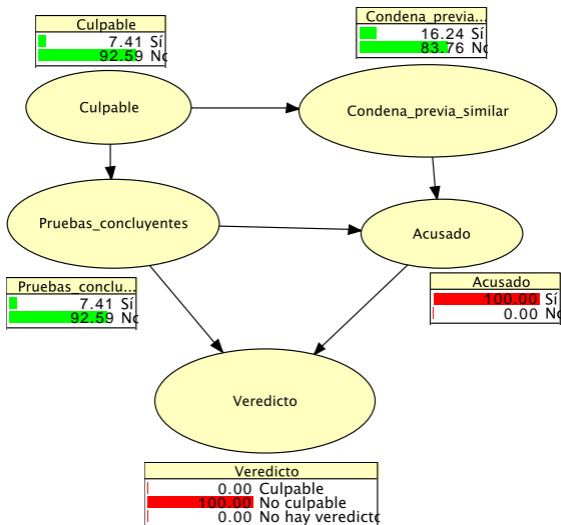 Culpable
7.41 Sí
92.59 No
Culpable
Condena_previa...
16.24 Sí
83.76 No
Condena_previa_similar
Pruebas_concluyentes
Acusado
Pruebas_conclu...
7.41 Sí
92.59 No
Acusado
100.00 Sí
0.00 No
Veredicto
Veredicto
0.00 Culpable
100.00 No culpable
0.00 No hay veredicto